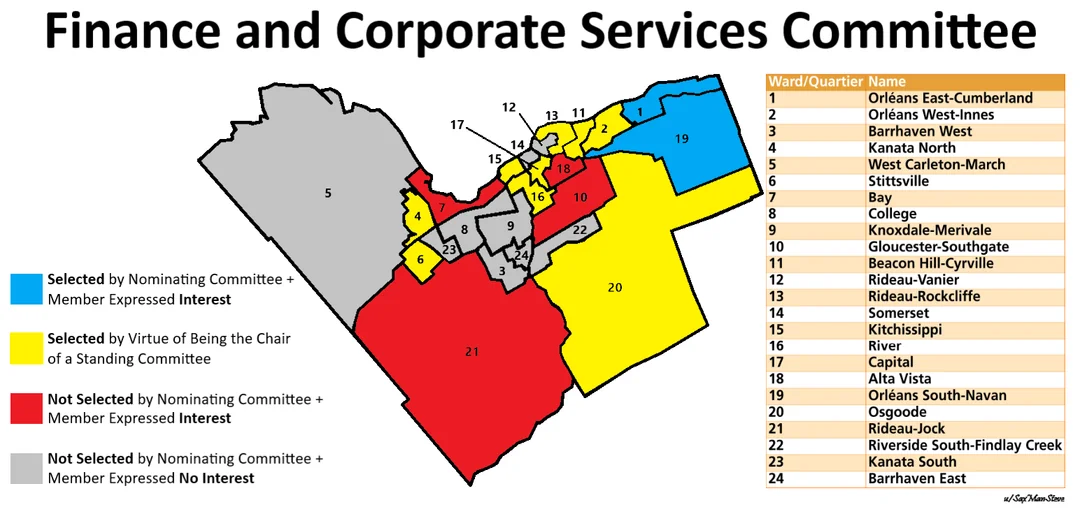 Finance and Corporate Services Committee
Ward/Quartier Name
1 Orléans East-Cumberland
2 Orléans West-Innes
3 Barrhaven West
4 Kanata North
5 West Carleton-March
6 Stittsville
7 Bay
8 College
9 Knoxdale-Merivale
10 Gloucester-Southgate
11 Beacon Hill-Cyrville
12 Rideau-Vanier
13 Rideau-Rockcliffe
14 Somerset
15 Kitchissippi
16 River
17 Capital
18 Alta Vista
19 Orléans South-Navan
20 Osgoode
21 Rideau-Jock
22 Riverside South-Findlay Creek
23 Kanata South
24 Barrhaven East
12
13
11
1
2
17
14
19
15
18
5
16
10
7
4
9
8
22
23
24
6
3
20
21
Selected by Nominating Committee +
Member Expressed Interest
Selected by Virtue of Being the Chair
of a Standing Committee
Not Selected by Nominating Committee +
Member Expressed Interest
Not Selected by Nominating Committee +
Member Expressed No Interest
u/-Sax'Man-Steve